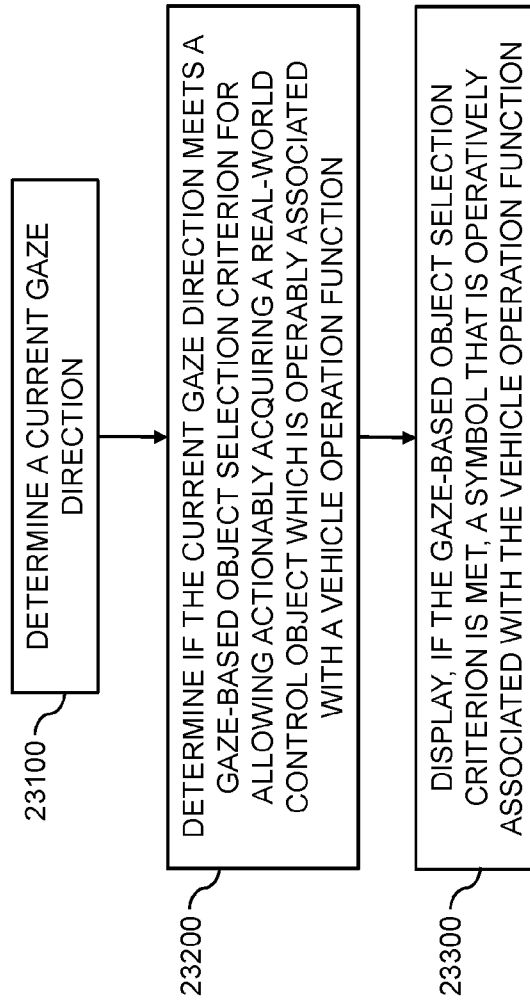 DETERMINE A CURRENT GAZE
DIRECTION
23100
DETERMINE IF THE CURRENT GAZE DIRECTION MEETS A
GAZE-BASED OBJECT SELECTION CRITERION FOR
ALLOWING ACTIONABLY ACQUIRING A REAL-WORLD
CONTROL OBJECT WHICH IS OPERABLY ASSOCIATED
WITH A VEHICLE OPERATION FUNCTION
23200
DISPLAY, IF THE GAZE-BASED OBJECT SELECTION
CRITERION IS MET, A SYMBOL THAT IS OPERATIVELY
ASSOCIATED WITH THE VEHICLE OPERATION FUNCTION
23300